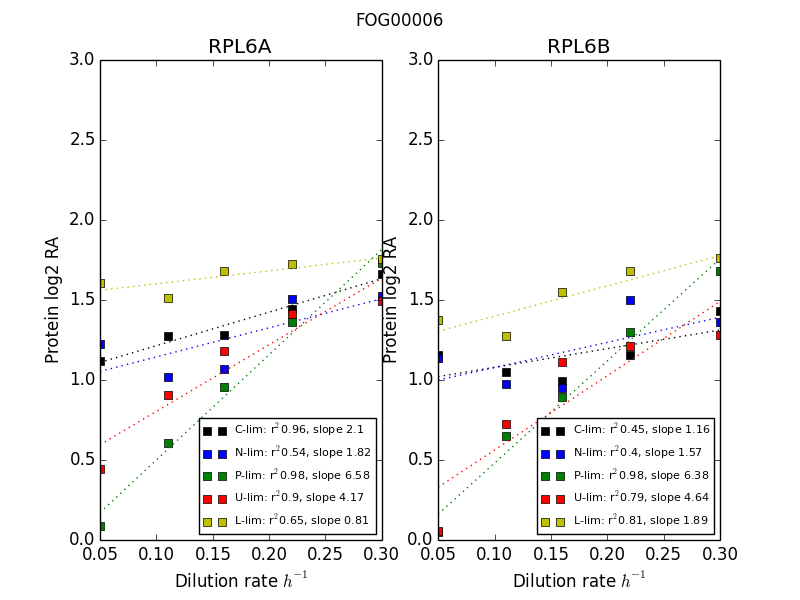 FOG00006
RPL6A
RPL6B
3.0
2.5
2.0
1.5
1.0
0.5
0.0
3.0
2.5
2.0
1.5
1.0
0.5
0.0
Protein log2 RA
Protein log2 RA
C-lim: r² 0.96, slope 2.1
N-lim: r² 0.54, slope 1.82
P-lim: r² 0.98, slope 6.58
U-lim: r² 0.9, slope 4.17
L-lim: r² 0.65, slope 0.81
C-lim: r² 0.45, slope 1.16
N-lim: r² 0.4, slope 1.57
P-lim: r² 0.98, slope 6.38
U-lim: r² 0.79, slope 4.64
L-lim: r² 0.81, slope 1.89
0.05 0.10 0.15 0.20 0.25 0.30
0.05 0.10 0.15 0.20 0.25 0.30
Dilution rate h⁻¹
Dilution rate h⁻¹